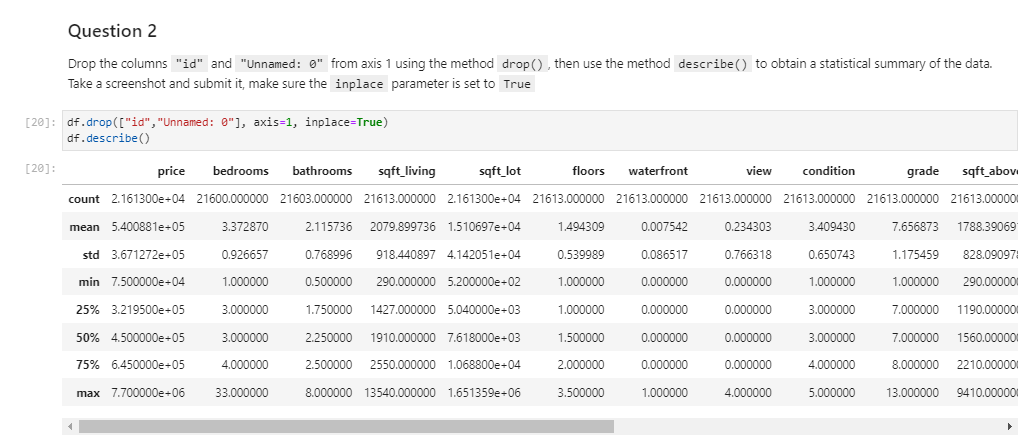 Question 2
Drop the columns "id" and "Unnamed: 0" from axis 1 using the method drop() , then use the method describe() to obtain a statistical summary of the data.
Take a screenshot and submit it, make sure the inplace parameter is set to True
[20]: df.drop(["id","Unnamed: 0"], axis=1, inplace=True)
df.describe()
[20]: price bedrooms bathrooms sqft_living sqft_lot floors waterfront view condition grade sqft_above
count 2.161300e+04 21600.000000 21603.000000 21613.000000 2.161300e+04 21613.000000 21613.000000 21613.000000 21613.000000 21613.000000 21613.00000
mean 5.400881e+05 3.372870 2.115736 2079.899736 1.510697e+04 1.494309 0.007542 0.234303 3.409430 7.656873 1788.39069
std 3.671272e+05 0.926657 0.768996 918.440897 4.142051e+04 0.539989 0.086517 0.766318 0.650743 1.175459 828.09097
min 7.500000e+04 1.000000 0.500000 290.000000 5.200000e+02 1.000000 0.000000 0.000000 1.000000 1.000000 290.00000
25% 3.219500e+05 3.000000 1.750000 1427.000000 5.040000e+03 1.000000 0.000000 0.000000 3.000000 7.000000 1190.00000
50% 4.500000e+05 3.000000 2.250000 1910.000000 7.618000e+03 1.500000 0.000000 0.000000 3.000000 7.000000 1560.00000
75% 6.450000e+05 4.000000 2.500000 2550.000000 1.068800e+04 2.000000 0.000000 0.000000 4.000000 8.000000 2210.00000
max 7.700000e+06 33.000000 8.000000 13540.000000 1.651359e+06 3.500000 1.000000 4.000000 5.000000 13.000000 9410.00000